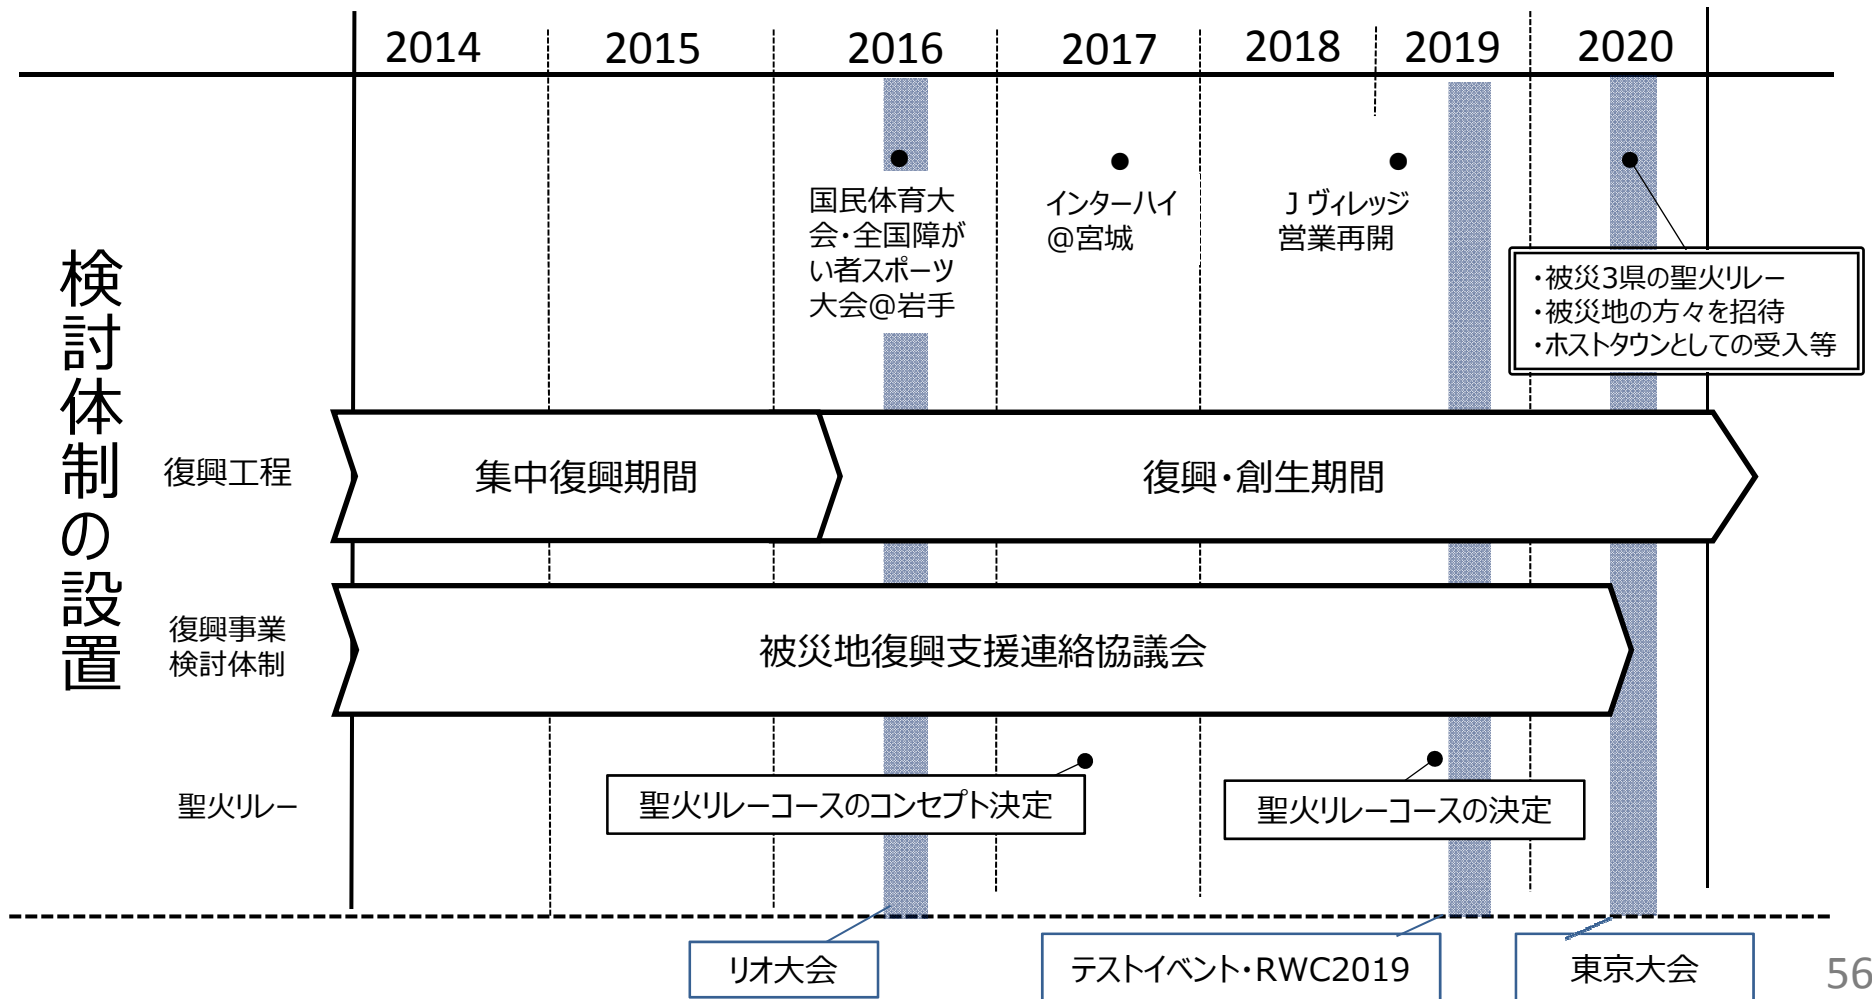 2014 2015 2016 2017 2018 2019 2020
検討体制の設置
国民体育大
会・全国障が
い者スポーツ
大会@岩手
インターハイ
@宮城
Jヴィレッジ
営業再開
・被災3県の聖火リレー
・被災地の方々を招待
・ホストタウンとしての受入等
復興工程
集中復興期間
復興・創生期間
復興事業
検討体制
被災地復興支援連絡協議会
聖火リレー
聖火リレーコースのコンセプト決定
聖火リレーコースの決定
リオ大会
テストイベント・RWC2019
東京大会
56